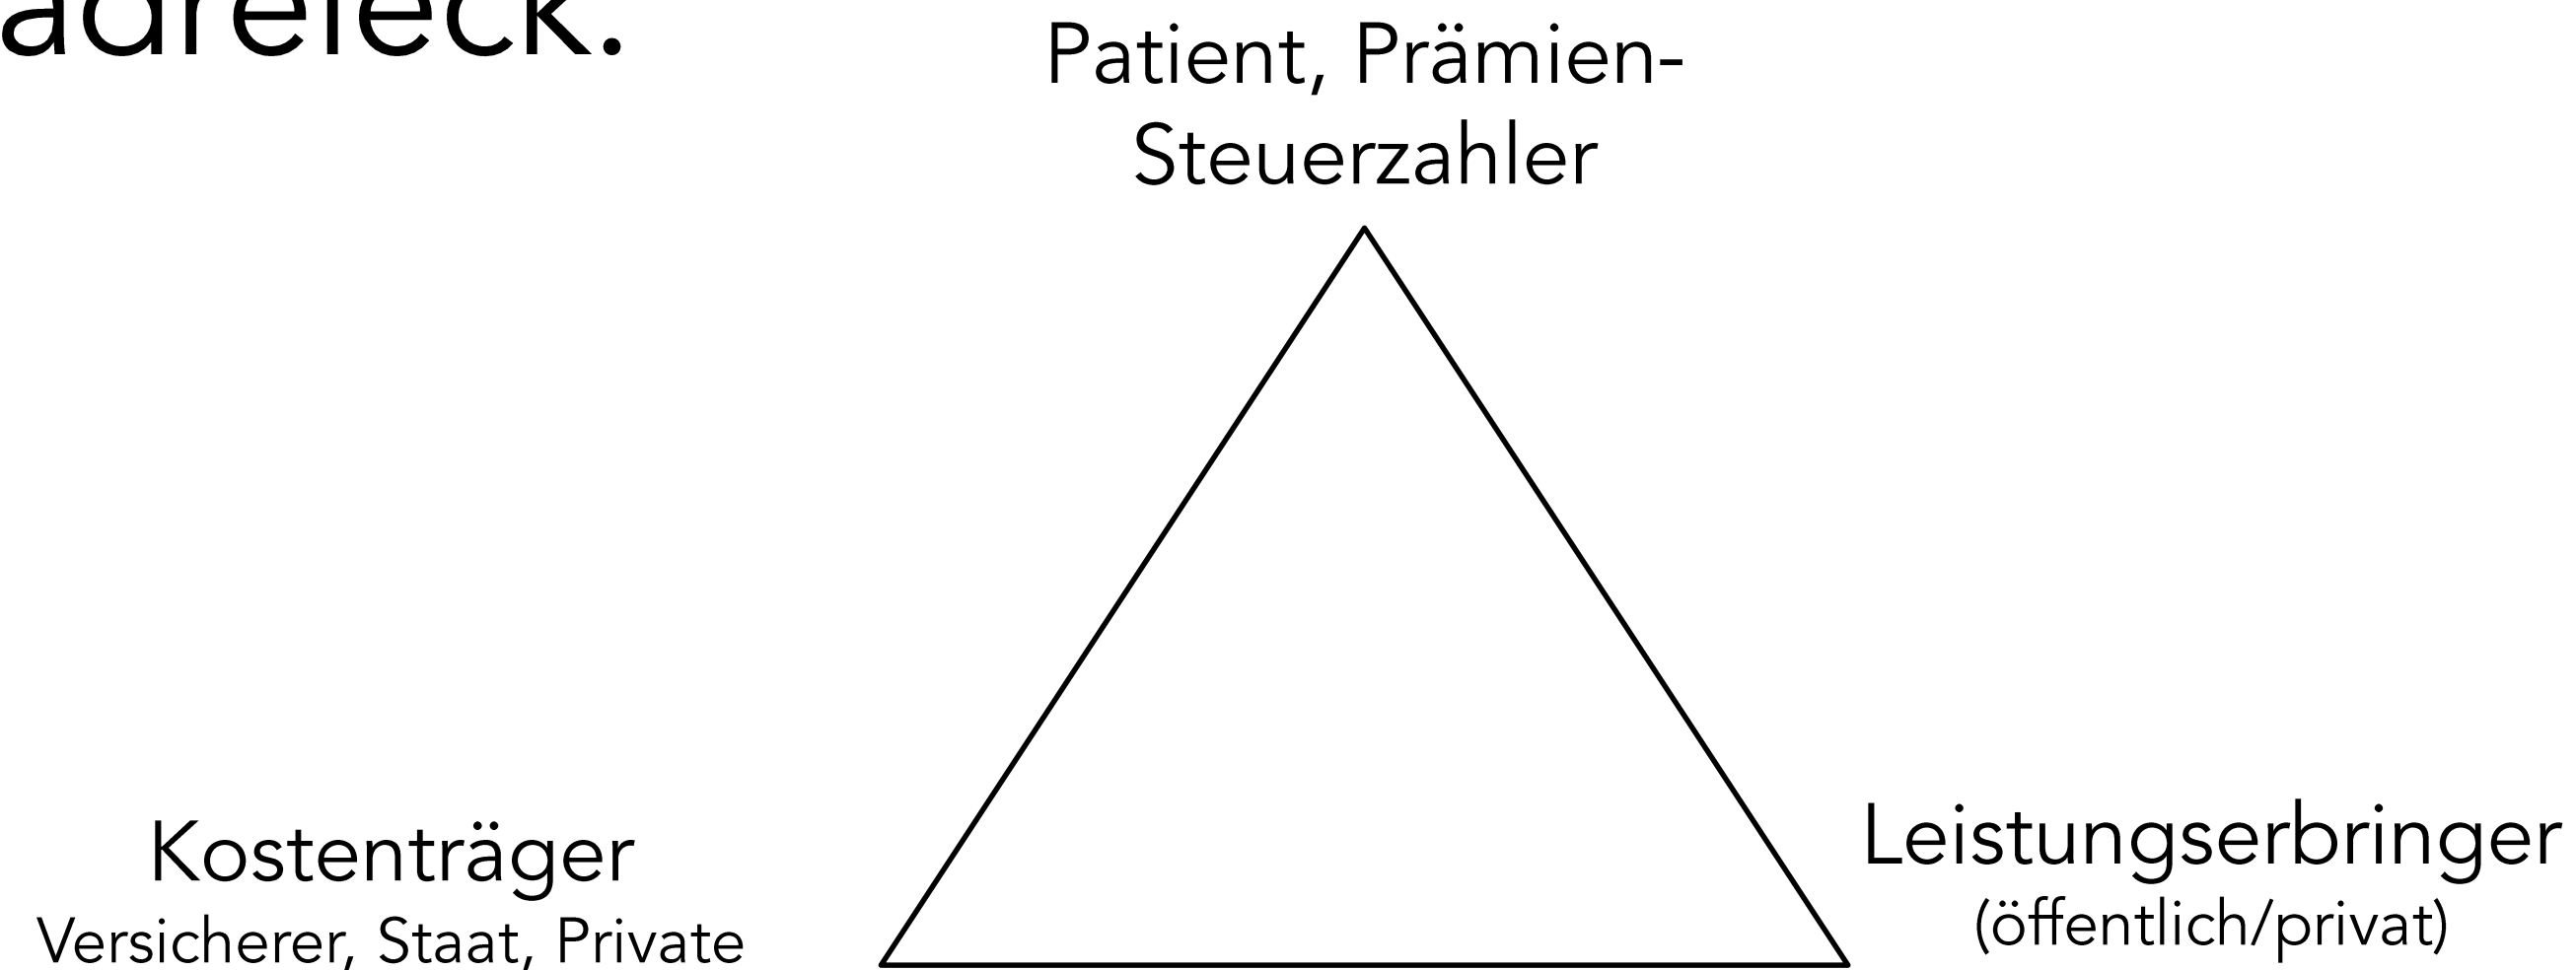 adreieck.
Patient, Prämien-
Steuerzahler
Kostenträger
Versicherer, Staat, Private
Leistungserbringer
(öffentlich/privat)